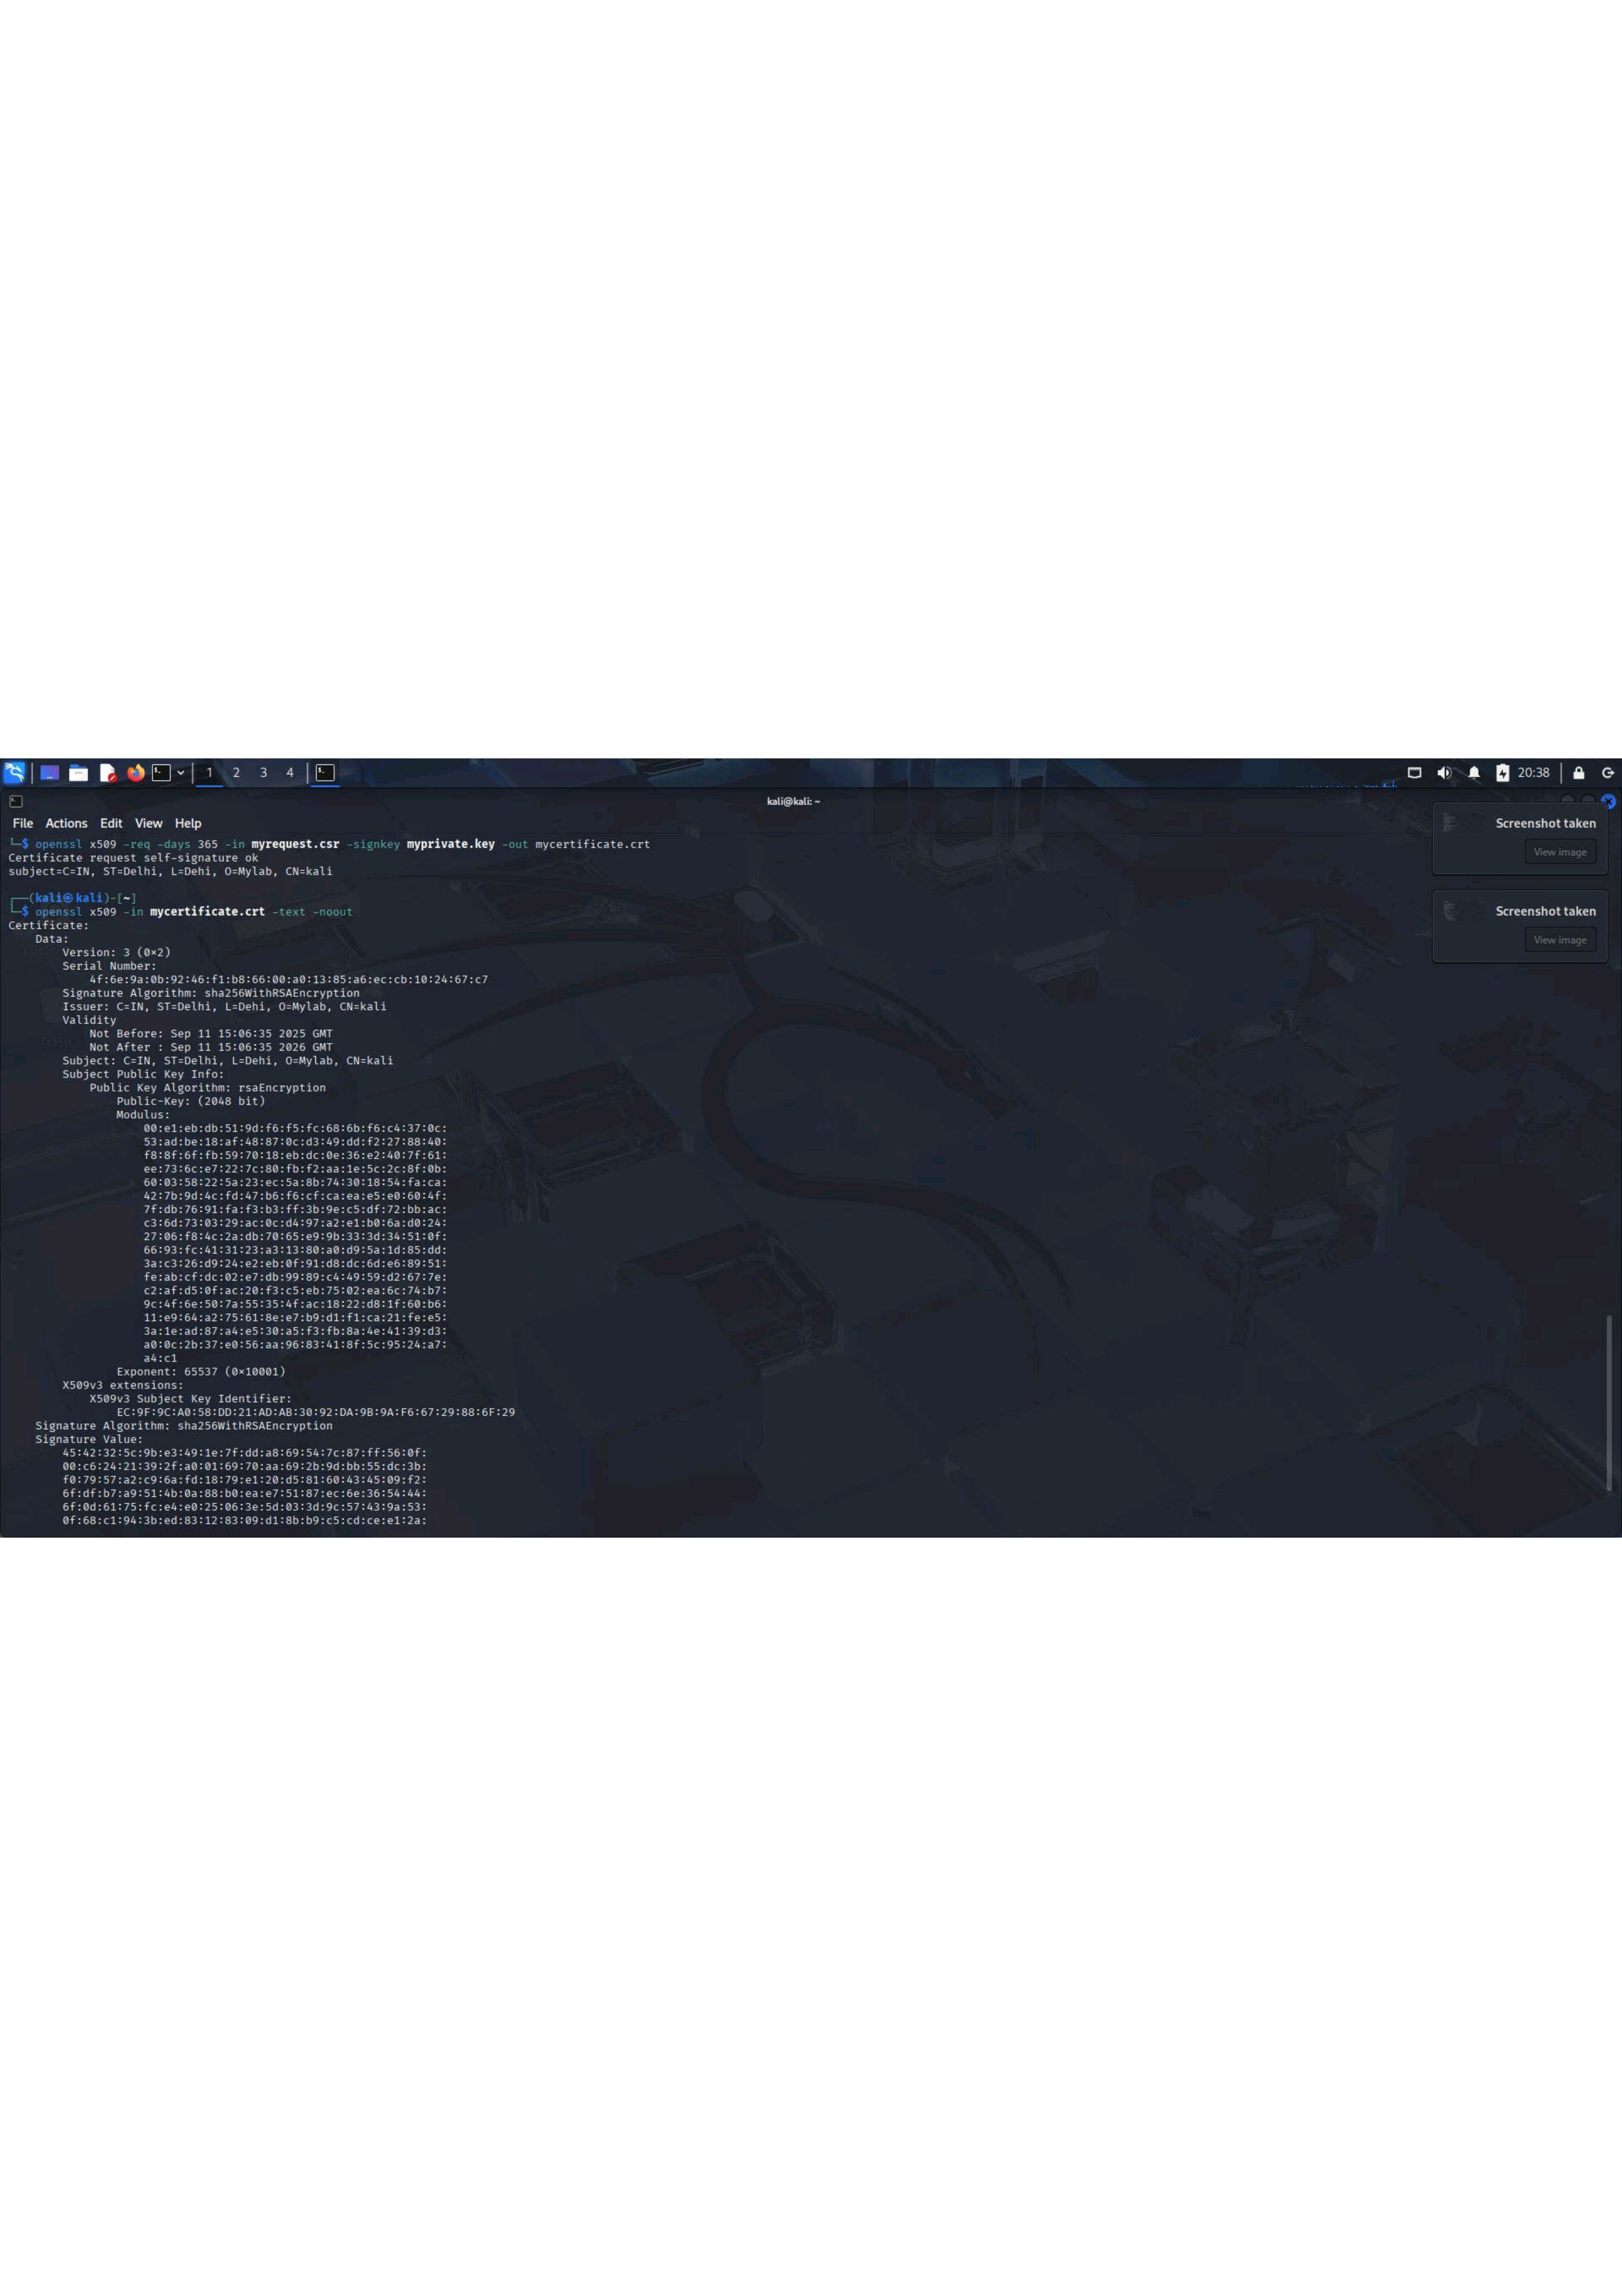 1 2 3 4
20:38
kali@kali: ~
File Actions Edit View Help
└─$ openssl x509 -req -days 365 -in myrequest.csr -signkey myprivate.key -out mycertificate.crt
Certificate request self-signature ok
subject=C=IN, ST=Delhi, L=Dehi, O=Mylab, CN=kali
┌──(kali㉿kali)-[~]
└─$ openssl x509 -in mycertificate.crt -text -noout
Certificate:
Data:
Version: 3 (0×2)
Serial Number:
4f:6e:9a:0b:92:46:f1:b8:66:00:a0:13:85:a6:ec:cb:10:24:67:c7
Signature Algorithm: sha256WithRSAEncryption
Issuer: C=IN, ST=Delhi, L=Dehi, O=Mylab, CN=kali
Validity
Not Before: Sep 11 15:06:35 2025 GMT
Not After : Sep 11 15:06:35 2026 GMT
Subject: C=IN, ST=Delhi, L=Dehi, O=Mylab, CN=kali
Subject Public Key Info:
Public Key Algorithm: rsaEncryption
Public-Key: (2048 bit)
Modulus:
00:e1:eb:db:51:9d:f6:f5:fc:68:6b:f6:c4:37:0c:
53:ad:be:18:af:48:87:0c:d3:49:dd:f2:27:88:40:
f8:8f:6f:fb:59:70:18:eb:dc:0e:36:e2:40:7f:61:
ee:73:6c:e7:22:7c:80:fb:f2:aa:1e:5c:2c:8f:0b:
60:03:58:22:5a:23:ec:5a:8b:74:30:18:54:fa:ca:
42:7b:9d:4c:fd:47:b6:f6:cf:ca:ea:e5:e0:60:4f:
7f:db:76:91:fa:f3:b3:ff:3b:9e:c5:df:72:bb:ac:
c3:6d:73:03:29:ac:0c:d4:97:a2:e1:b0:6a:d0:24:
27:06:f8:4c:2a:db:70:65:e9:9b:33:3d:34:51:0f:
66:93:fc:41:31:23:a3:13:80:a0:d9:5a:1d:85:dd:
3a:c3:26:d9:24:e2:eb:0f:91:d8:dc:6d:e6:89:51:
fe:ab:cf:dc:02:e7:db:99:89:c4:49:59:d2:67:7e:
c2:af:d5:0f:ac:20:f3:c5:eb:75:02:ea:6c:74:b7:
9c:4f:6e:50:7a:55:35:4f:ac:18:22:d8:1f:60:b6:
11:e9:64:a2:75:61:8e:e7:b9:d1:f1:ca:21:fe:e5:
3a:1e:ad:87:a4:e5:30:a5:f3:fb:8a:4e:41:39:d3:
a0:0c:2b:37:e0:56:aa:96:83:41:8f:5c:95:24:a7:
a4:c1
Exponent: 65537 (0×10001)
X509v3 extensions:
X509v3 Subject Key Identifier:
EC:9F:9C:A0:58:DD:21:AD:AB:30:92:DA:9B:9A:F6:67:29:88:6F:29
Signature Algorithm: sha256WithRSAEncryption
Signature Value:
45:42:32:5c:9b:e3:49:1e:7f:dd:a8:69:54:7c:87:ff:56:0f:
00:c6:24:21:39:2f:a0:01:69:70:aa:69:2b:9d:bb:55:dc:3b:
f0:79:57:a2:c9:6a:fd:18:79:e1:20:d5:81:60:43:45:09:f2:
6f:df:b7:a9:51:4b:0a:88:b0:ea:e7:51:87:ec:6e:36:54:44:
6f:0d:61:75:fc:e4:e0:25:06:3e:5d:03:3d:9c:57:43:9a:53:
0f:68:c1:94:3b:ed:83:12:83:09:d1:8b:b9:c5:cd:ce:e1:2a:
Screenshot taken
View image
Screenshot taken
View image